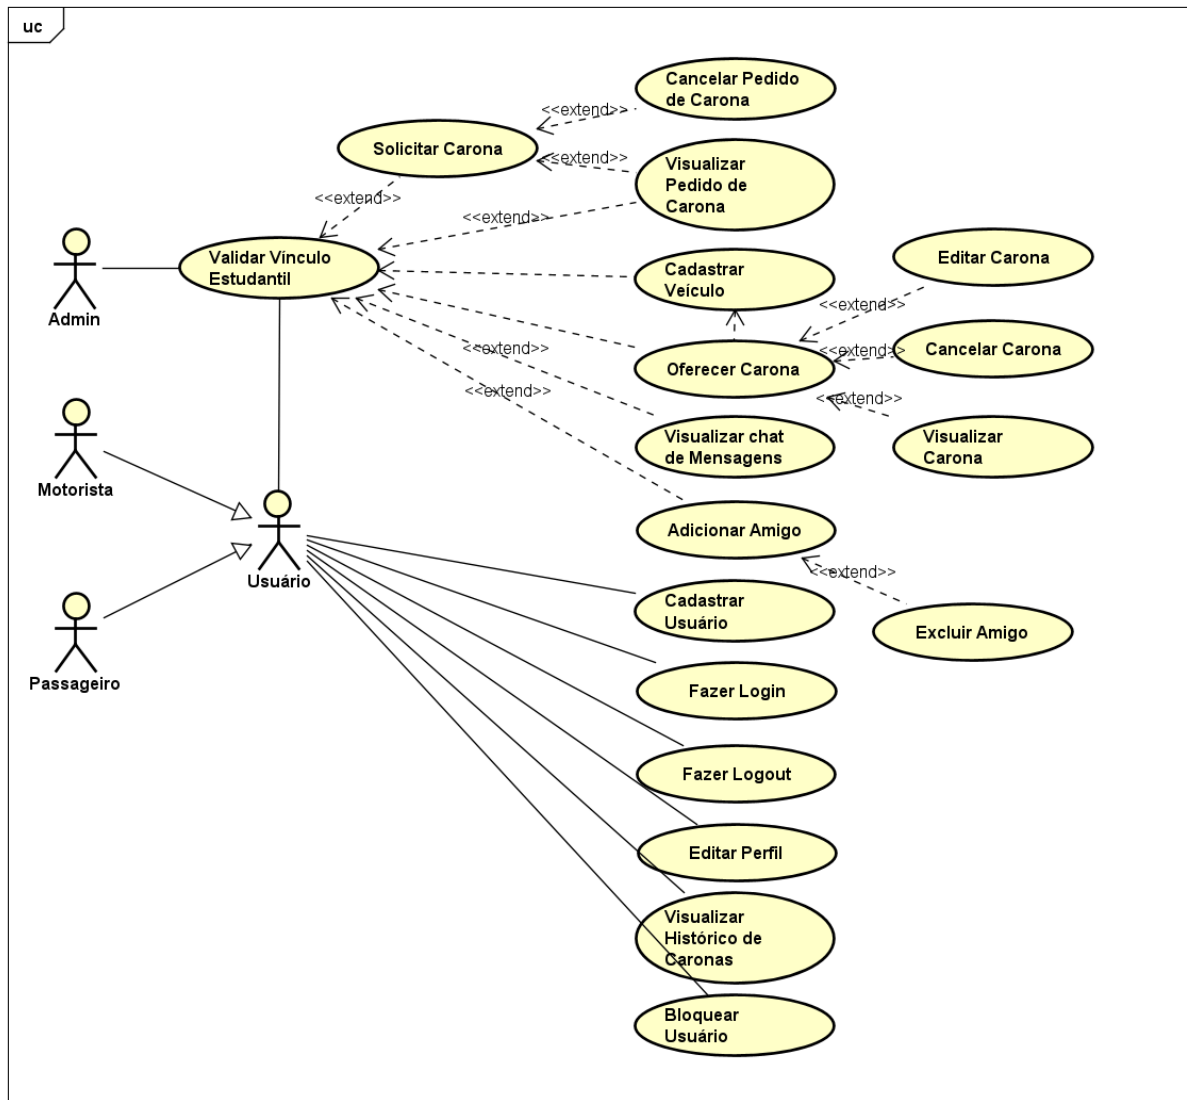 uc
Cancelar Pedido
de Carona
<<extend>>
Solicitar Carona
<<extend>>
Visualizar
Pedido de
Carona
<<extend>>
<<extend>>
Validar Vínculo
Estudantil
Admin
Cadastrar
Veículo
Editar Carona
<<extend>>
Oferecer Carona
<<extend>>
Cancelar Carona
<<extend>>
<<extend>>
<<extend>>
Visualizar
Carona
Visualizar chat
de Mensagens
Motorista
Adicionar Amigo
<<extend>>
Usuário
Cadastrar
Usuário
Excluir Amigo
Passageiro
Fazer Login
Fazer Logout
Editar Perfil
Visualizar
Histórico de
Caronas
Bloquear
Usuário